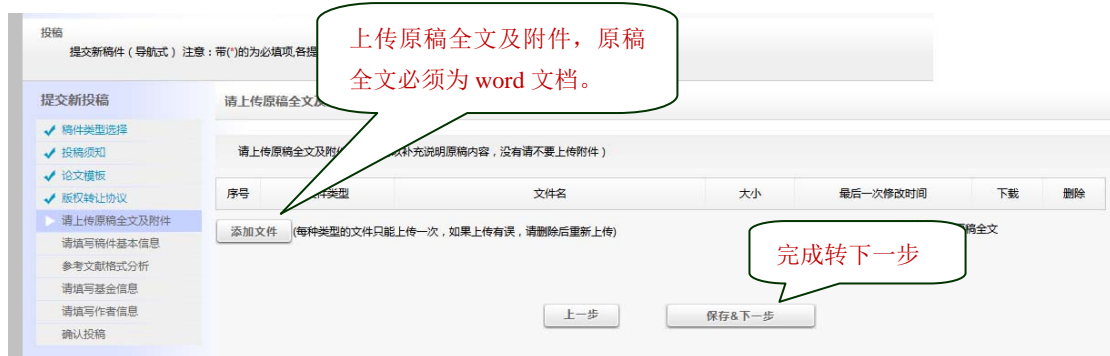 投稿
提交新稿件（导航式） 注意：带(*)的为必填项,各提
上传原稿全文及附件，原稿
全文必须为 word 文档。
提交新投稿
稿件类型选择
投稿须知
论文模板
版权转让协议
请上传原稿全文及附件
请填写稿件基本信息
参考文献格式分析
请填写基金信息
请填写作者信息
确认投稿
请上传原稿全文及
请上传原稿全文及附件 以补充说明原稿内容，没有请不要上传附件）
序号 件类型 文件名 大小 最后一次修改时间 下载 删除
添加文件 (每种类型的文件只能上传一次，如果上传有误，请删除后重新上传) 稿全文
完成转下一步
上一步 保存&下一步